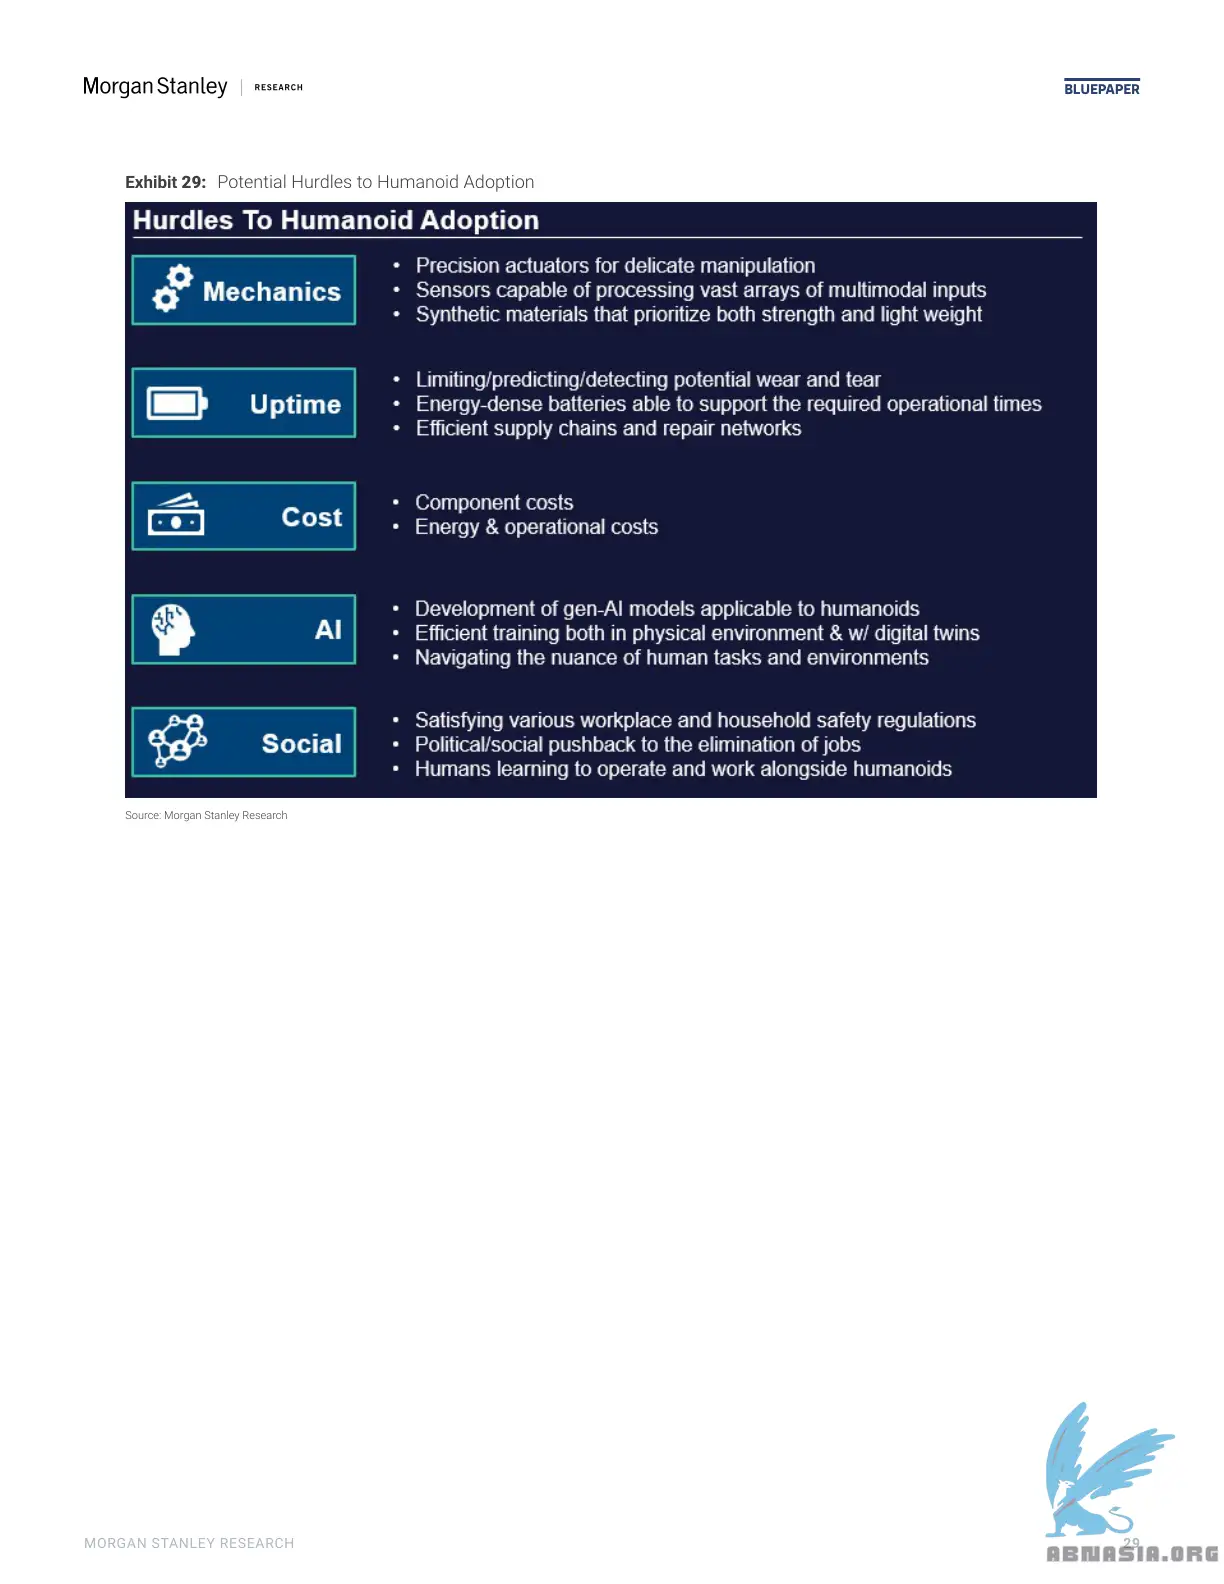 Morgan Stanley | RESEARCH
BLUEPAPER
Exhibit 29: Potential Hurdles to Humanoid Adoption
Hurdles To Humanoid Adoption
Mechanics
• Precision actuators for delicate manipulation
• Sensors capable of processing vast arrays of multimodal inputs
• Synthetic materials that prioritize both strength and light weight
Uptime
• Limiting/predicting/detecting potential wear and tear
• Energy-dense batteries able to support the required operational times
• Efficient supply chains and repair networks
Cost
• Component costs
• Energy & operational costs
AI
• Development of gen-AI models applicable to humanoids
• Efficient training both in physical environment & w/ digital twins
• Navigating the nuance of human tasks and environments
Social
• Satisfying various workplace and household safety regulations
• Political/social pushback to the elimination of jobs
• Humans learning to operate and work alongside humanoids
Source: Morgan Stanley Research
MORGAN STANLEY RESEARCH
29
ABNASIA.ORG